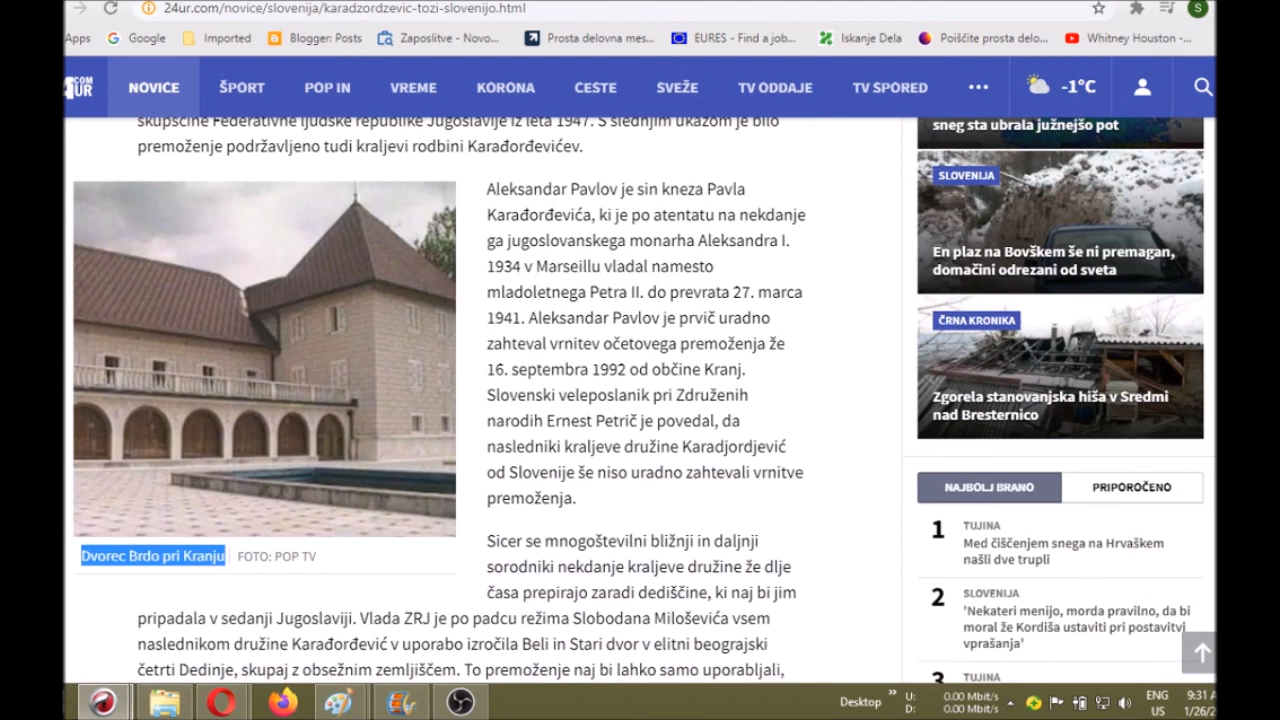 24ur.com/novice/slovenija/karadzordzevic-tozi-slovenijo.html
S
Apps Google Imported Blogger: Posts Zaposlitve - Novo... Prosta delovna mes... EURES - Find a job... Iskanje Dela Poiščite prosta delo... Whitney Houston -...
NOVICE ŠPORT POP IN VREME KORONA CESTE SVEŽE TV ODDAJE TV SPORED ••• -1°C
skupščine Federativne ljudske republike Jugoslavije iz leta 1947. S slednjim ukazom je bilo
premoženje podržavljeno tudi kraljevi rodbini Karađorđevićev.
Aleksandar Pavlov je sin kneza Pavla
Karađorđevića, ki je po atentatu na nekdanje
ga jugoslovanskega monarha Aleksandra I.
1934 v Marseillu vladal namesto
mladoletnega Petra II. do prevrata 27. marca
1941. Aleksandar Pavlov je prvič uradno
zahteval vrnitev očetovega premoženja že
16. septembra 1992 od občine Kranj.
Slovenski veleposlanik pri Združenih
narodih Ernest Petrič je povedal, da
nasledniki kraljeve družine Karadjordjević
od Slovenije še niso uradno zahtevali vrnitve
premoženja.
Dvorec Brdo pri Kranju FOTO: POP TV
Sicer se mnogoštevilni bližnji in daljnji
sorodniki nekdanje kraljeve družine že dlje
časa prepirajo zaradi dediščine, ki naj bi jim
pripadala v sedanji Jugoslaviji. Vlada ZRJ je po padcu režima Slobodana Miloševića vsem
naslednikom družine Karađorđević v uporabo izročila Beli in Stari dvor v elitni beograjski
četrti Dedinje, skupaj z obsežnim zemljiščem. To premoženje naj bi lahko samo uporabljali,
sneg sta ubrala južnejšo pot
SLOVENIJA
En plaz na Bovškem še ni premagan,
domačini odrezani od sveta
ČRNA KRONIKA
Zgorela stanovanjska hiša v Sredmi
nad Bresternico
NAJBOLJ BRANO PRIPOROČENO
1 TUJINA
Med čiščenjem snega na Hrvaškem
našli dve trupli
2 SLOVENIJA
'Nekateri menijo, morda pravilno, da bi
moral že Kordiša ustaviti pri postavitvi
vprašanja'
3 TUJINA
Desktop » U: 0.00 Mbit/s
D: 0.00 Mbit/s
ENG
US
9:31
1/26/2